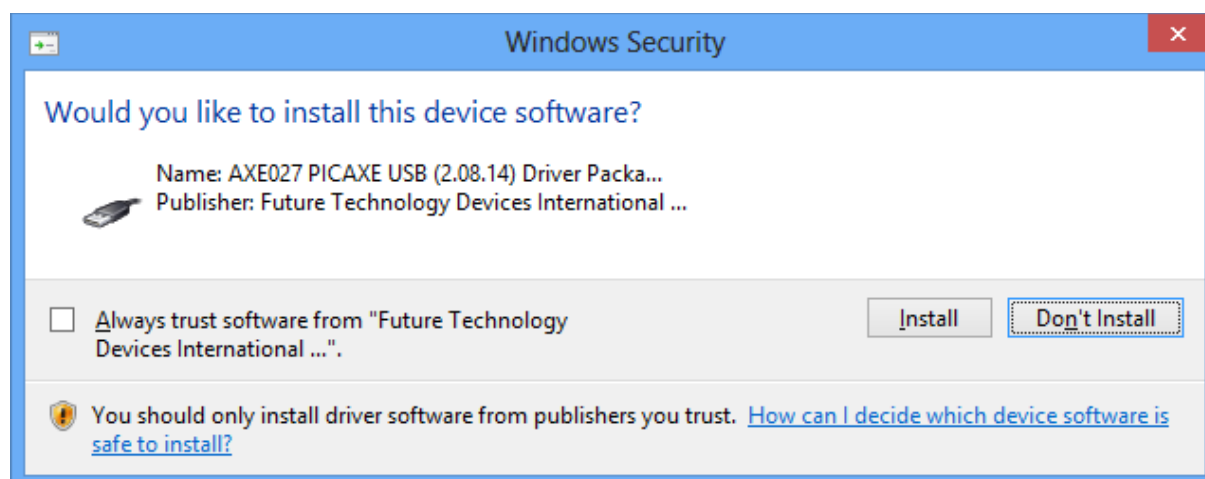 Windows Security
Would you like to install this device software?
Name: AXE027 PICAXE USB (2.08.14) Driver Packa...
Publisher: Future Technology Devices International ...
Always trust software from "Future Technology
Devices International ...".
Install
Don't Install
You should only install driver software from publishers you trust. How can I decide which device software is
safe to install?